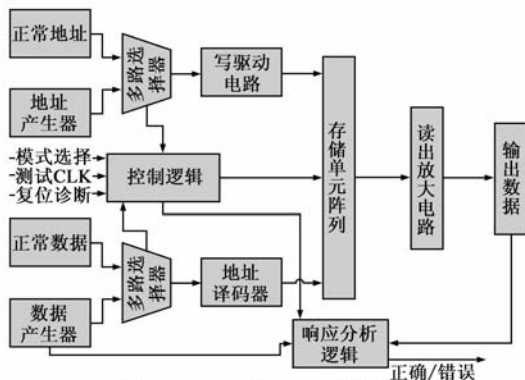 正常地址
地址
产生器
多路选
择器
写驱动
电路
-模式选择
-测试CLK
-复位诊断
控制逻辑
存储单元阵列
读出放大电路
输出数据
正常数据
数据
产生器
多路选
择器
地址
译码器
响应分析
逻辑
正确/错误